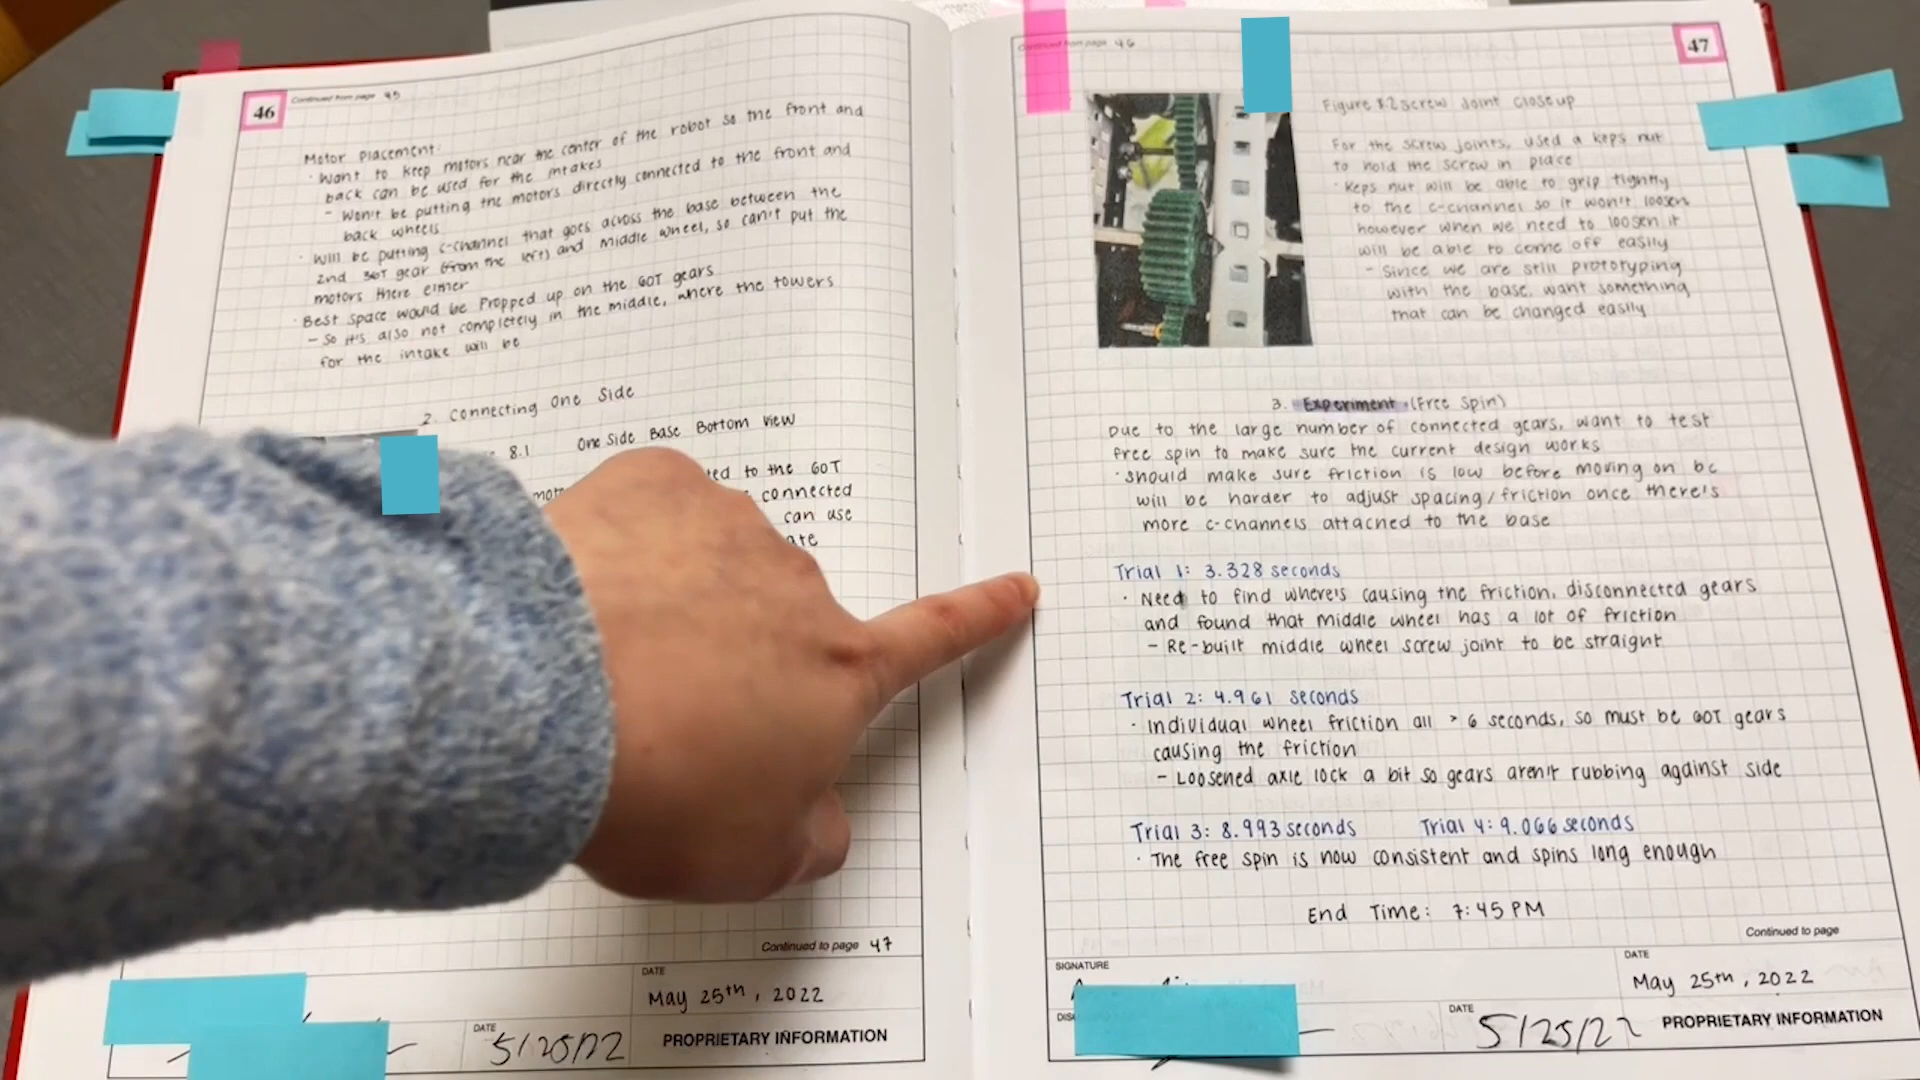 46
Continued from page 45
Motor Placement:
· Want to keep motors near the center of the robot so the front and
back can be used for the intakes
- Won't be putting the motors directly connected to the front and
back wheels
· Will be putting c-channel that goes across the base between the
2nd 36T gear (from the left) and middle wheel, so can't put the
motors there either
· Best space would be propped up on the 60T gears
- So it's also not completely in the middle, where the towers
for the intake will be
2. Connecting One Side
8.1 One Side Base Bottom View
ted to the 60T
connected
can use
Continued to page 47
DATE
May 25th, 2022
DATE
5/25/22
PROPRIETARY INFORMATION
Continued from page 46
47
Figure 8.2 Screw Joint Closeup
For the screw joints, used a keps nut
to hold the screw in place
· Keps nut will be able to grip tightly
to the c-channel so it won't loosen
however when we need to loosen it
will be able to come off easily
- Since we are still prototyping
with the base, want something
that can be changed easily
3. Experiment (Free Spin)
Due to the large number of connected gears, want to test
free spin to make sure the current design works
· should make sure friction is low before moving on bc
will be harder to adjust spacing/friction once there's
more c-channels attached to the base
Trial 1: 3.328 seconds
· Need to find where's causing the friction, disconnected gears
and found that middle wheel has a lot of friction
- Re-built middle wheel screw joint to be straight
Trial 2: 4.961 seconds
· Individual wheel friction all > 6 seconds, so must be 60T gears
causing the friction
- Loosened axle lock a bit so gears aren't rubbing against side
Trial 3: 8.993 seconds Trial 4: 9.066 seconds
· The free spin is now consistent and spins long enough
End Time: 7:45 PM
Continued to page
SIGNATURE
DATE
May 25th, 2022
DATE
5/25/22
PROPRIETARY INFORMATION